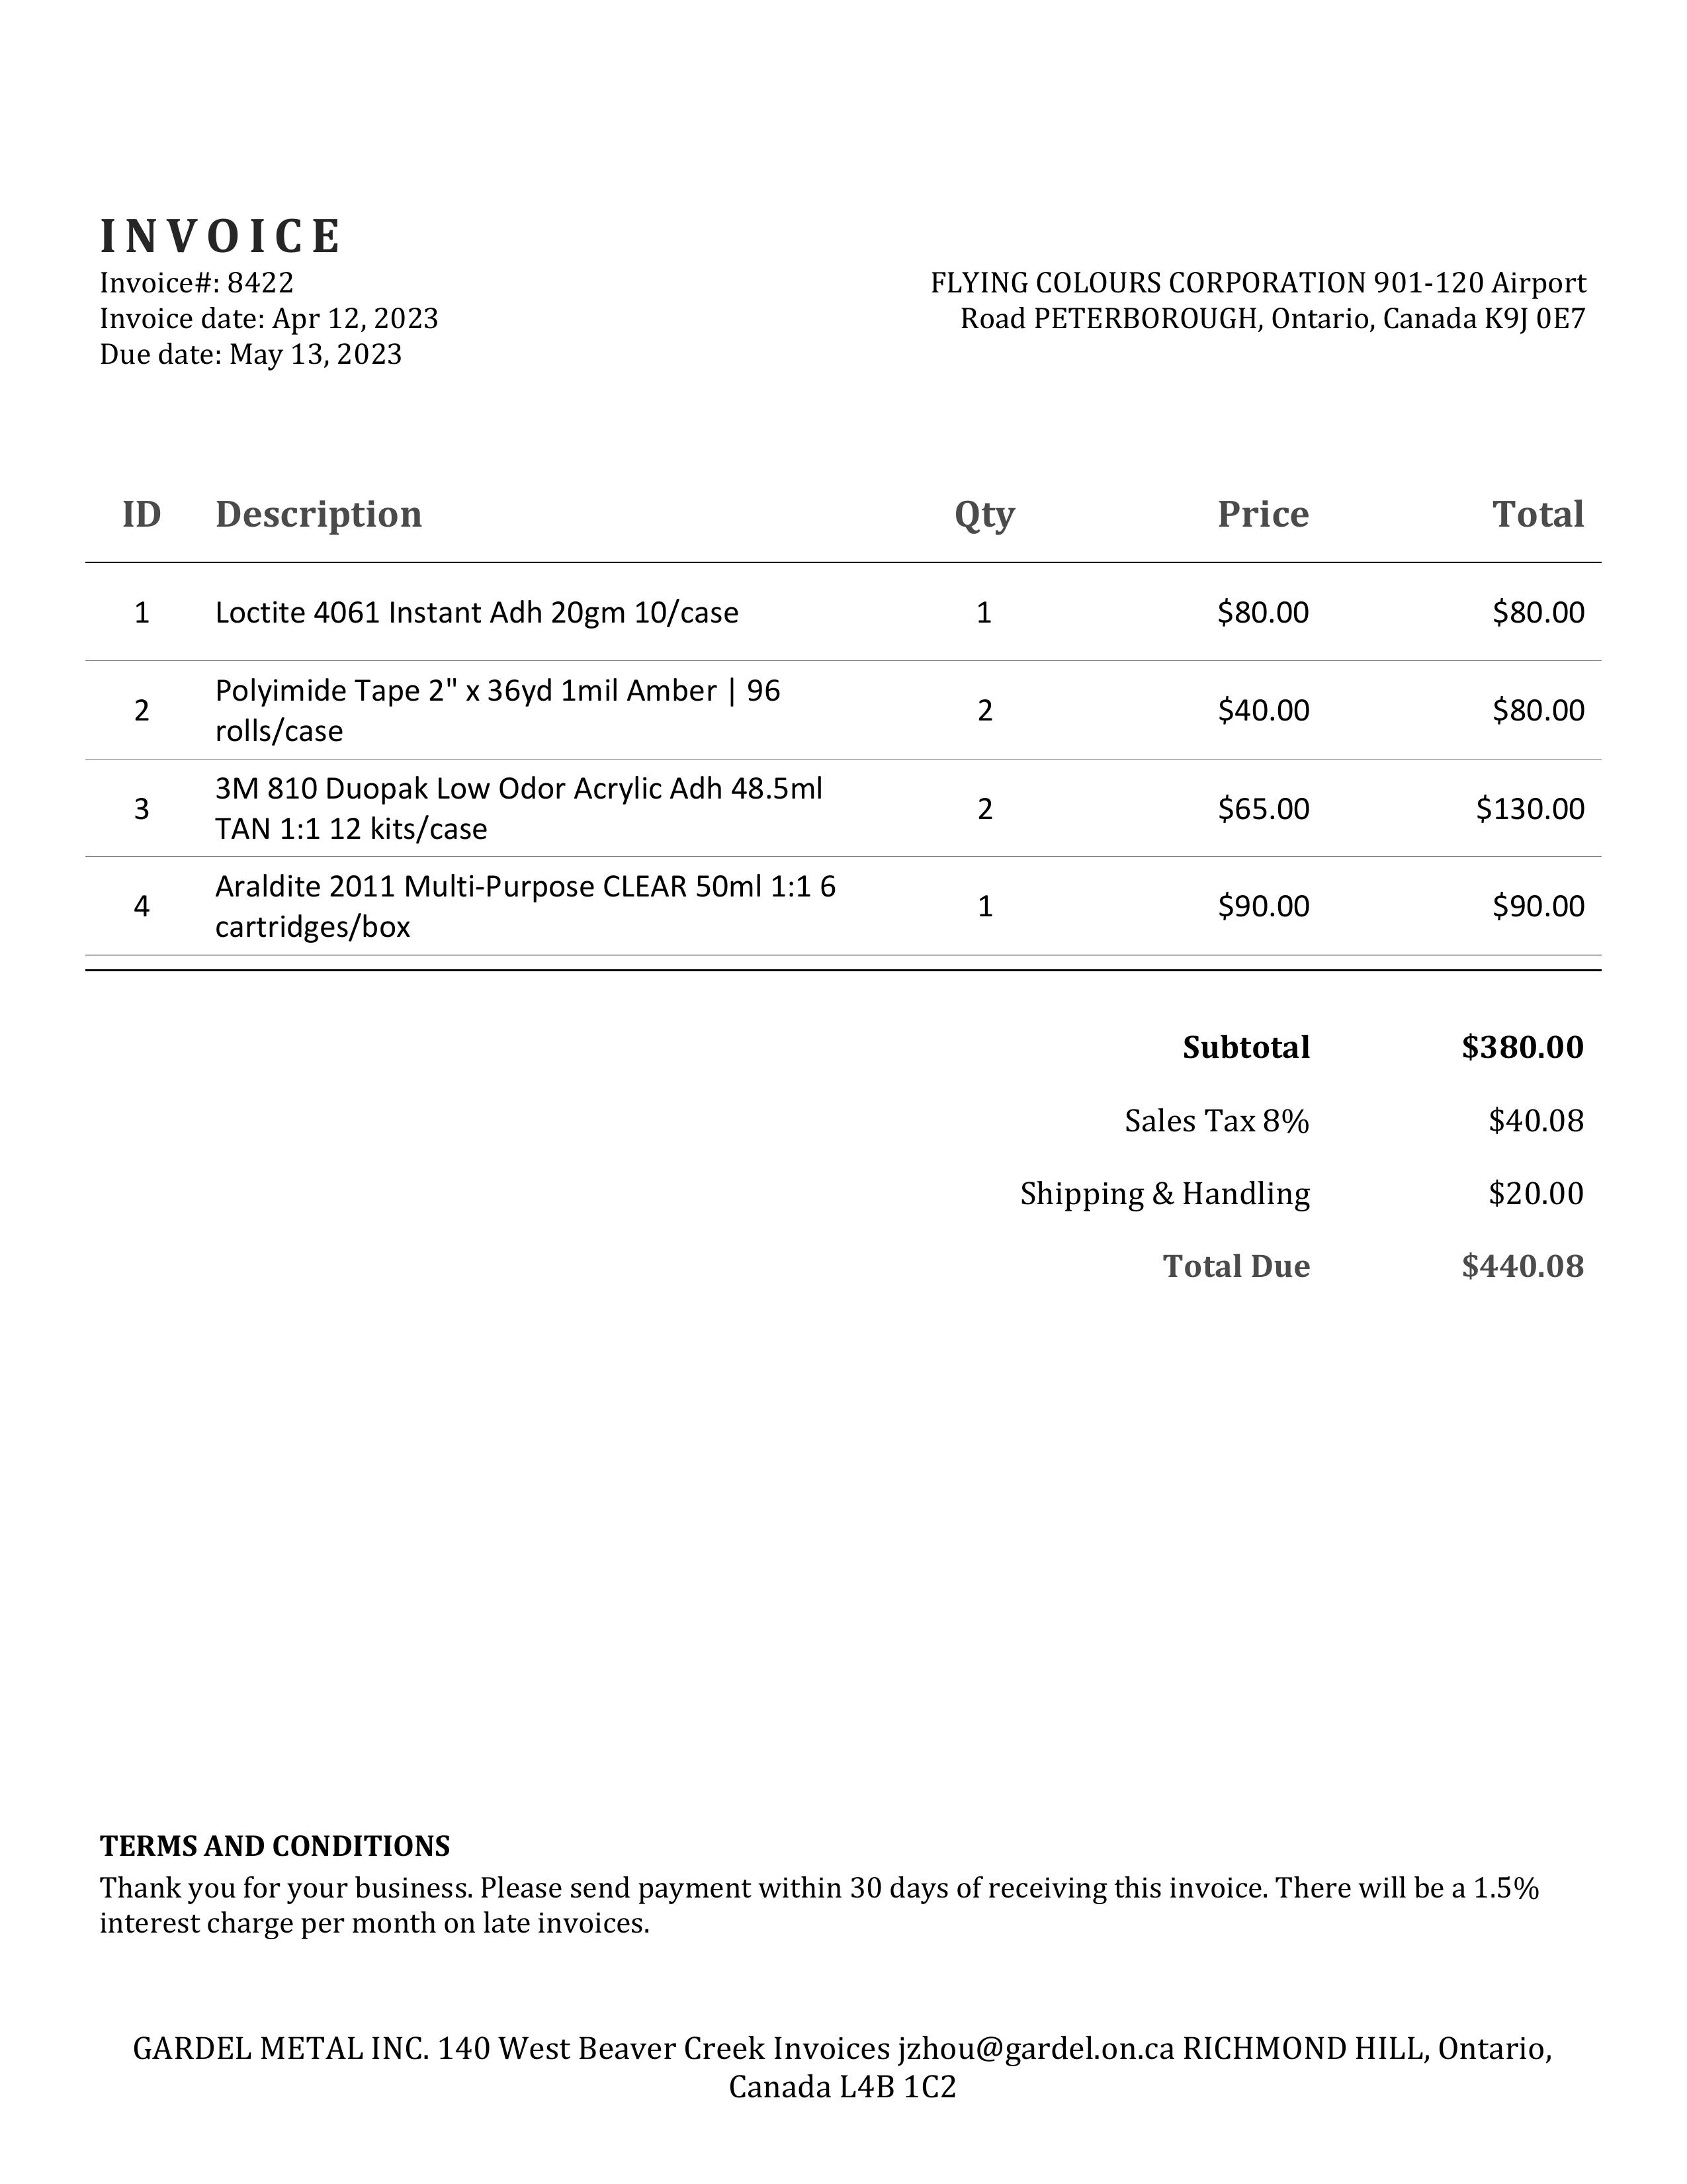 INVOICE
Invoice#: 8422
Invoice date: Apr 12, 2023
Due date: May 13, 2023
FLYING COLOURS CORPORATION 901-120 Airport
Road PETERBOROUGH, Ontario, Canada K9J 0E7
ID Description Qty Price Total
1 Loctite 4061 Instant Adh 20gm 10/case 1 $80.00 $80.00
2 Polyimide Tape 2" x 36yd 1mil Amber | 96
rolls/case 2 $40.00 $80.00
3 3M 810 Duopak Low Odor Acrylic Adh 48.5ml
TAN 1:1 12 kits/case 2 $65.00 $130.00
4 Araldite 2011 Multi-Purpose CLEAR 50ml 1:1 6
cartridges/box 1 $90.00 $90.00
Subtotal $380.00
Sales Tax 8% $40.08
Shipping & Handling $20.00
Total Due $440.08
TERMS AND CONDITIONS
Thank you for your business. Please send payment within 30 days of receiving this invoice. There will be a 1.5%
interest charge per month on late invoices.
GARDEL METAL INC. 140 West Beaver Creek Invoices jzhou@gardel.on.ca RICHMOND HILL, Ontario,
Canada L4B 1C2